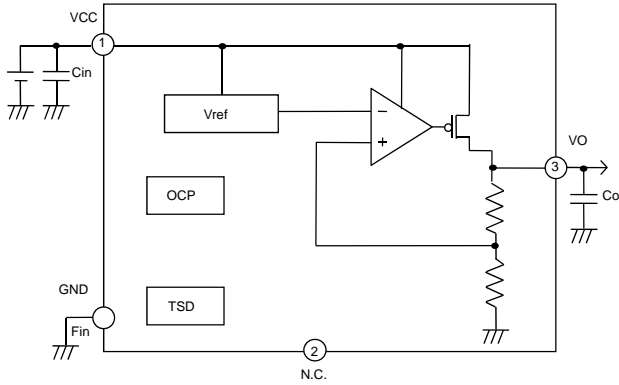 VCC
1
Cin
Vref
−
+
VO
3
Co
OCP
GND
Fin
TSD
2
N.C.